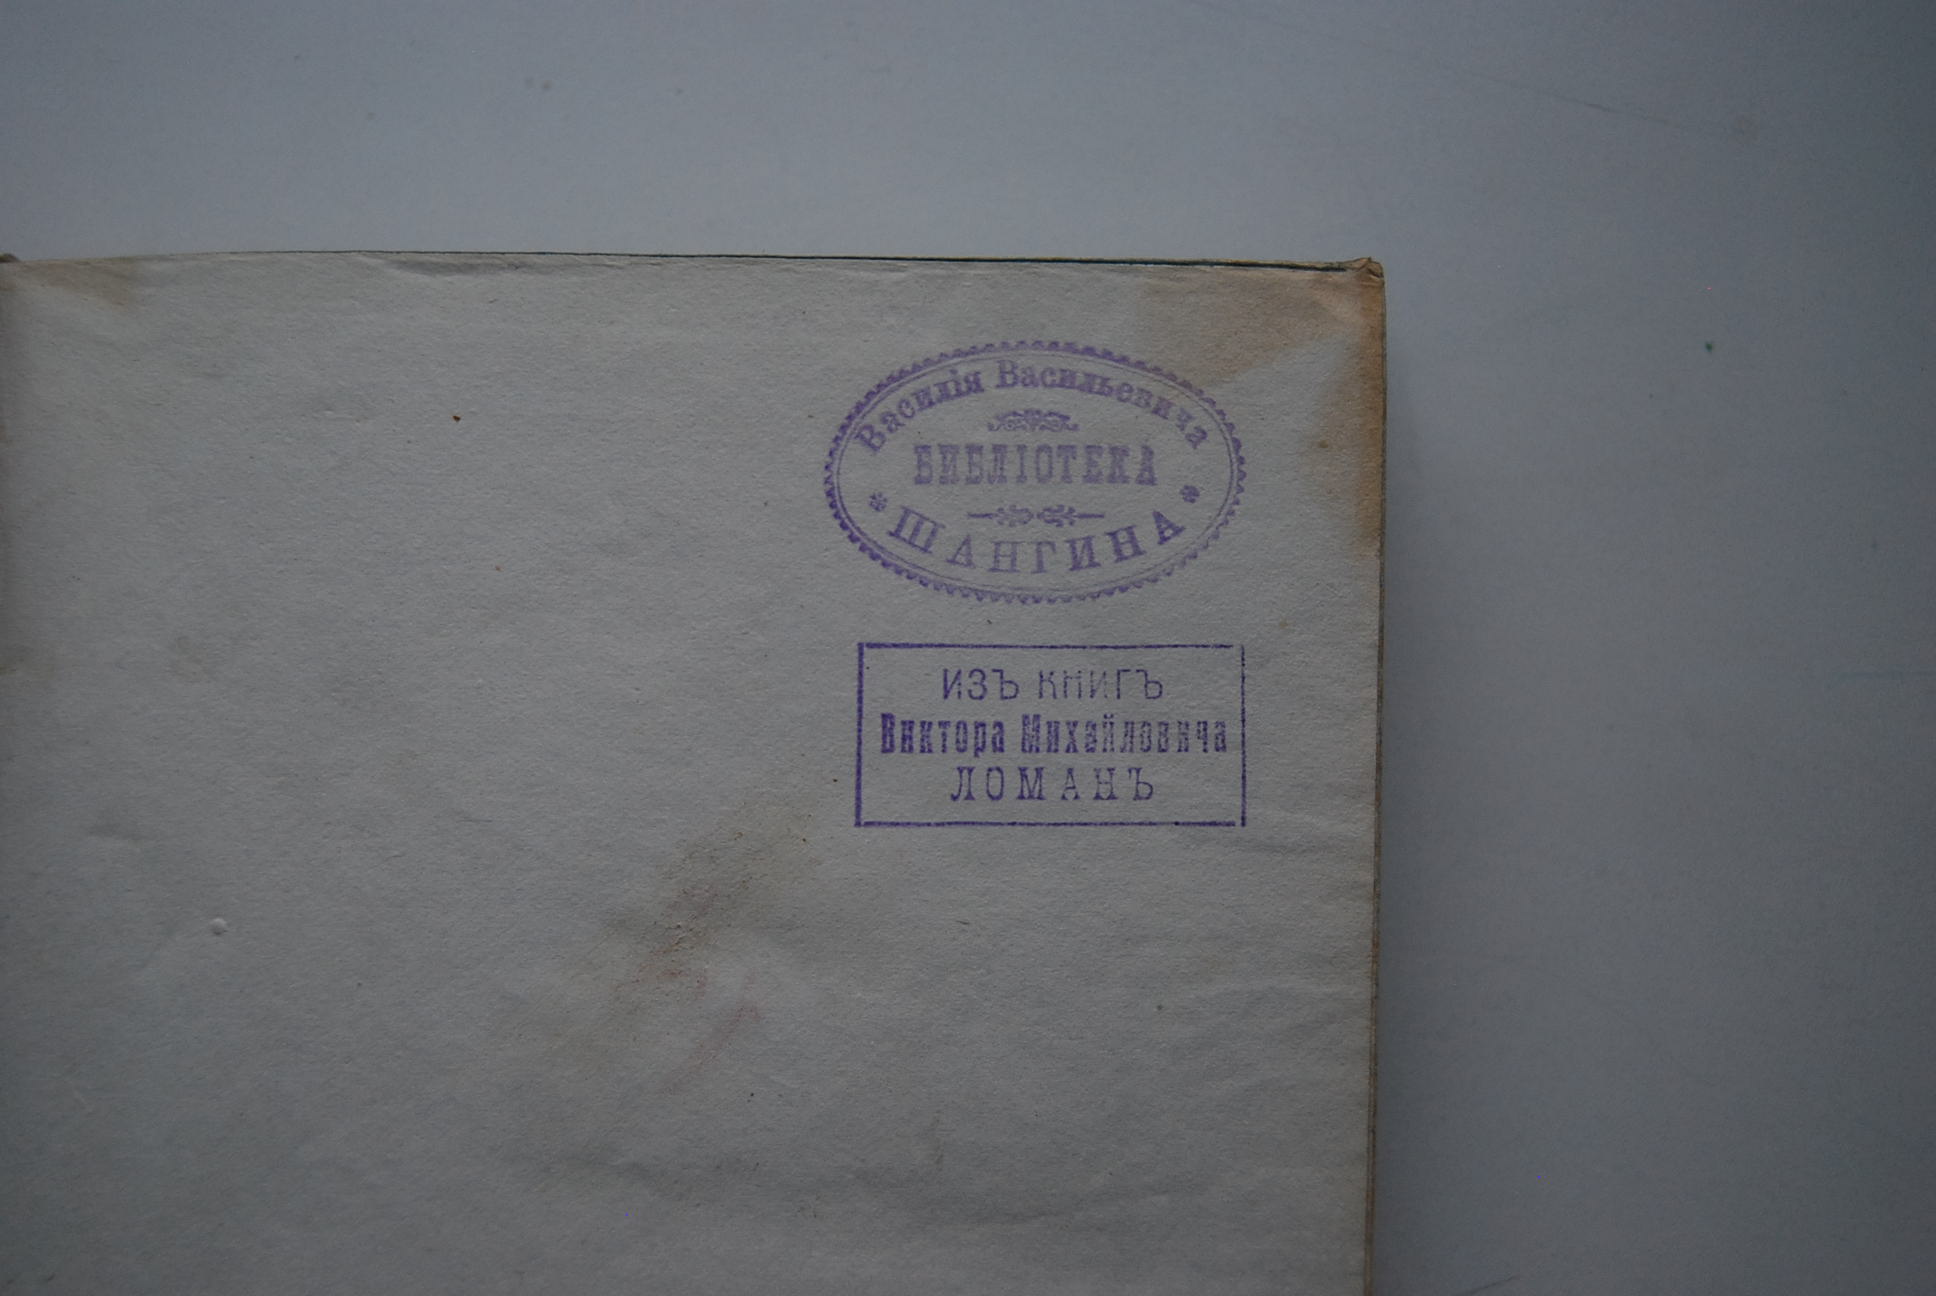 Василія Васильевича
БИБЛІОТЕКА
ШАНГИНА
ИЗЪ КНИГЪ
Виктора Михайловича
ЛОМАНЪ